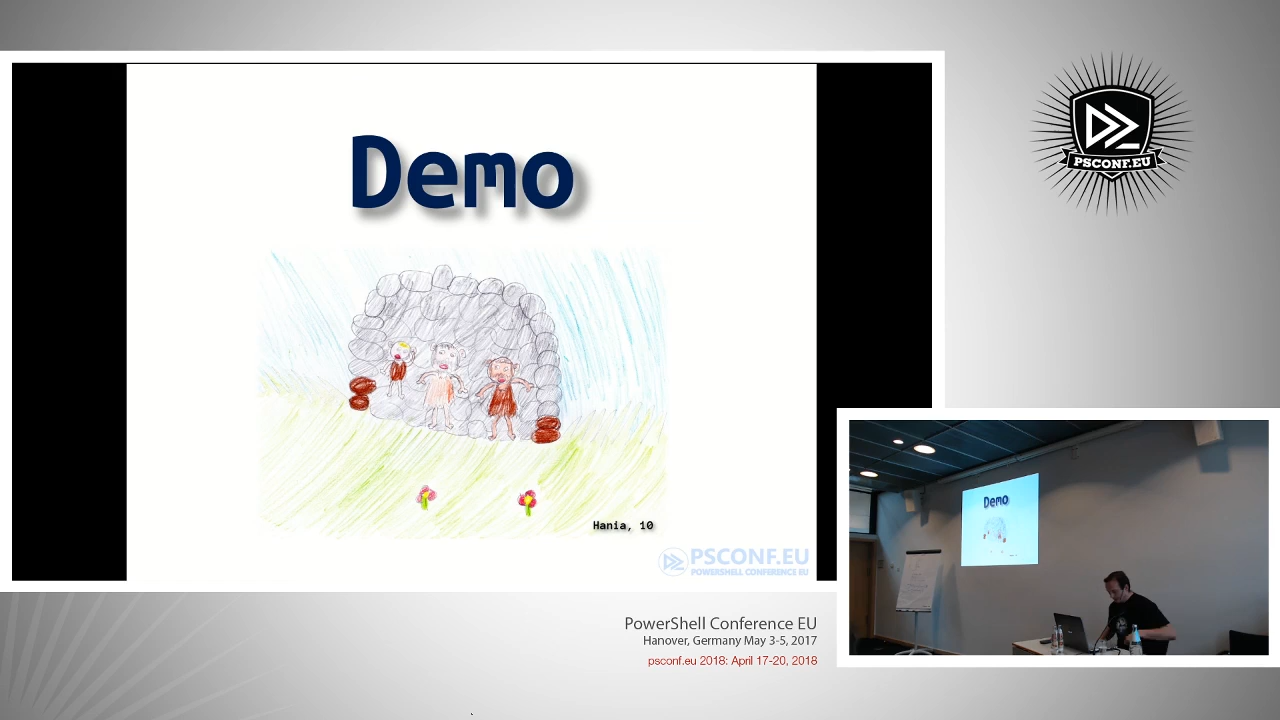 Demo
Hania, 10
PSCONF.EU
POWERSHELL CONFERENCE EU
PSCONF.EU
PowerShell Conference EU
Hanover, Germany May 3-5, 2017
psconf.eu 2018: April 17-20, 2018
Demo